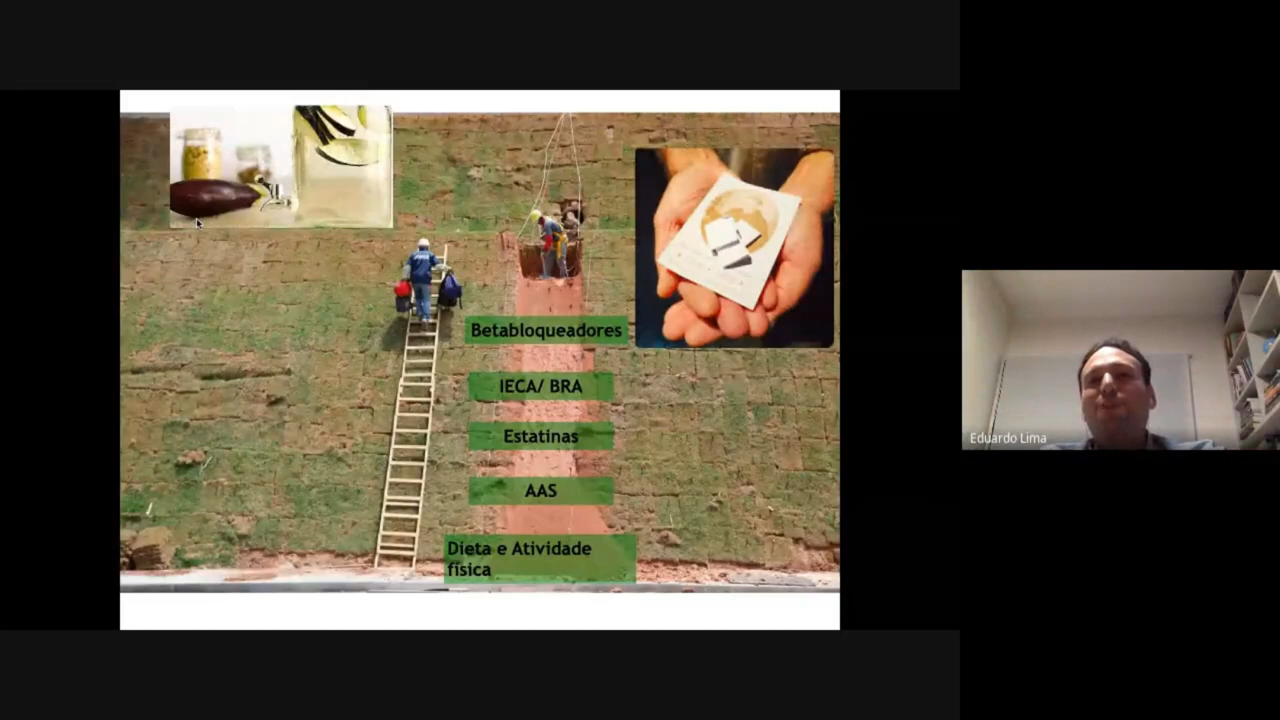 Betabloqueadores
IECA/ BRA
Estatinas
AAS
Dieta e Atividade
física
Eduardo Lima